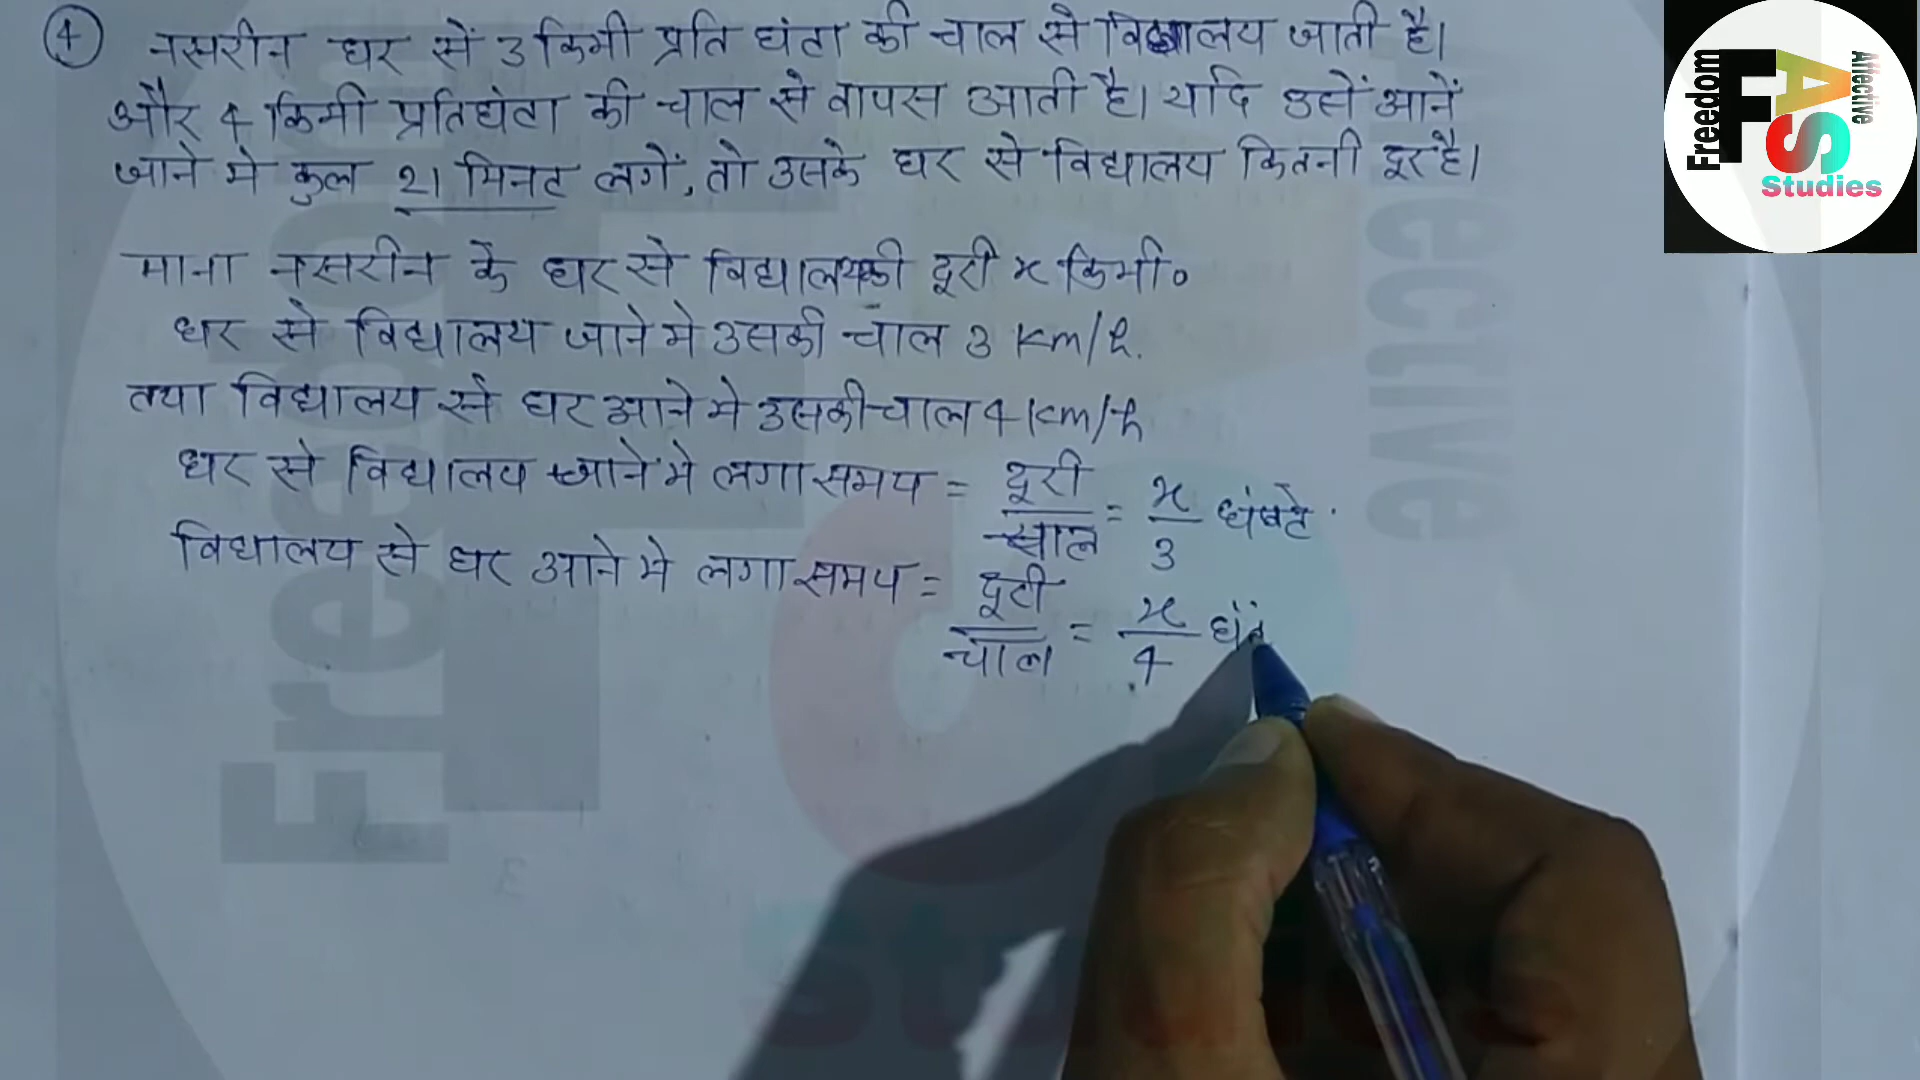 ④ नसरीन घर सें 3 किमी प्रति घंटा की चाल से विद्यालय जाती है।
और 4 किमी प्रतिघंटा की चाल से वापस आती है। यदि उसें आनें
जाने मे कुल 21 मिनट लगें, तो उसके घर से विद्यालय कितनी दूर है।
माना नसरीन के घर से विद्यालय की दूरी x किमी०
घर से विद्यालय जाने मे उसकी चाल 3 km/h.
तथा विद्यालय से घर आने मे उसकी चाल 4 km/h
घर से विद्यालय जाने मे लगा समय = दूरी/चाल = x/3 घंण्टे.
विद्यालय से घर आने मे लगा समय = दूरी/चाल = x/4
Freedom
Affective
FAS
Studies